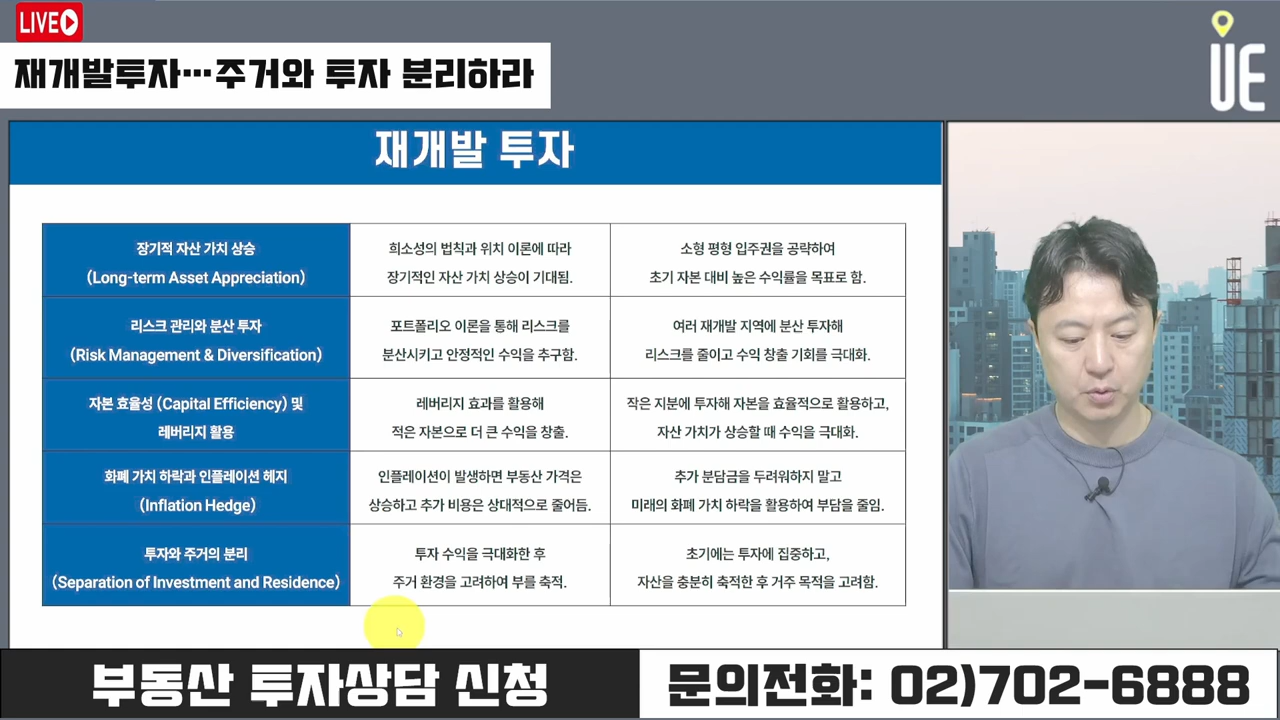 LIVE
재개발투자…주거와 투자 분리하라
UE
재개발 투자
장기적 자산 가치 상승
(Long-term Asset Appreciation)
희소성의 법칙과 위치 이론에 따라
장기적인 자산 가치 상승이 기대됨.
소형 평형 입주권을 공략하여
초기 자본 대비 높은 수익률을 목표로 함.
리스크 관리와 분산 투자
(Risk Management & Diversification)
포트폴리오 이론을 통해 리스크를
분산시키고 안정적인 수익을 추구함.
여러 재개발 지역에 분산 투자해
리스크를 줄이고 수익 창출 기회를 극대화.
자본 효율성 (Capital Efficiency) 및
레버리지 활용
레버리지 효과를 활용해
적은 자본으로 더 큰 수익을 창출.
작은 지분에 투자해 자본을 효율적으로 활용하고,
자산 가치가 상승할 때 수익을 극대화.
화폐 가치 하락과 인플레이션 헤지
(Inflation Hedge)
인플레이션이 발생하면 부동산 가격은
상승하고 추가 비용은 상대적으로 줄어듬.
추가 분담금을 두려워하지 말고
미래의 화폐 가치 하락을 활용하여 부담을 줄임.
투자와 주거의 분리
(Separation of Investment and Residence)
투자 수익을 극대화한 후
주거 환경을 고려하여 부를 축적.
초기에는 투자에 집중하고,
자산을 충분히 축적한 후 거주 목적을 고려함.
부동산 투자상담 신청
문의전화: 02)702-6888